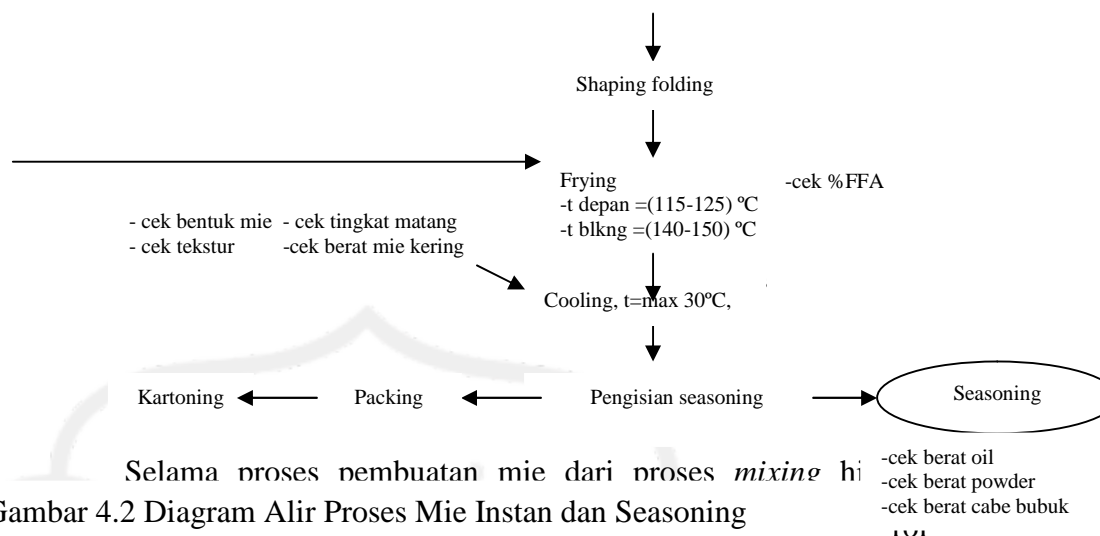 Shaping folding
Frying
-cek %FFA
-t depan =(115-125) ºC
-t blkng =(140-150) ºC
- cek bentuk mie - cek tingkat matang
- cek tekstur -cek berat mie kering
Cooling, t=max 30ºC,
Kartoning
Packing
Pengisian seasoning
Seasoning
-cek berat oil
-cek berat powder
-cek berat cabe bubuk
Selama proses pembuatan mie dari proses mixing
Gambar 4.2 Diagram Alir Proses Mie Instan dan Seasoning